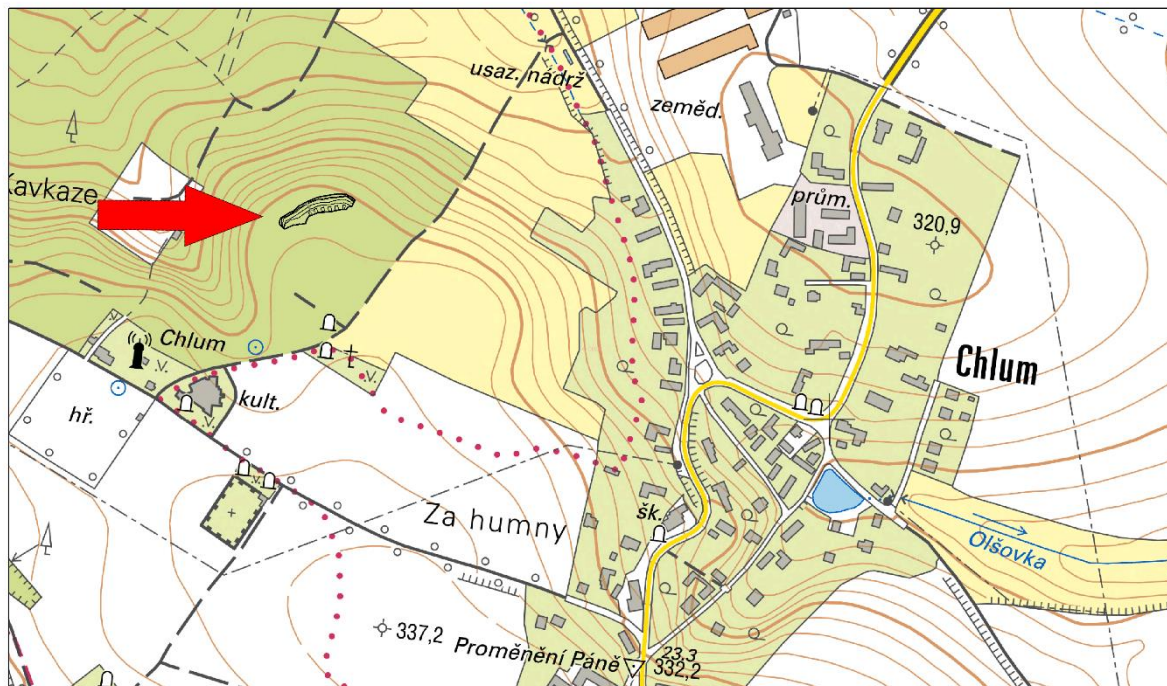 usaz. nádrž
zeměd.
Kavkaze
prům.
320,9
Chlum
Chlum
kult.
hř.
Za humny
šk.
Olšovka
337,2
Proměnění Páně
23.3
332,2